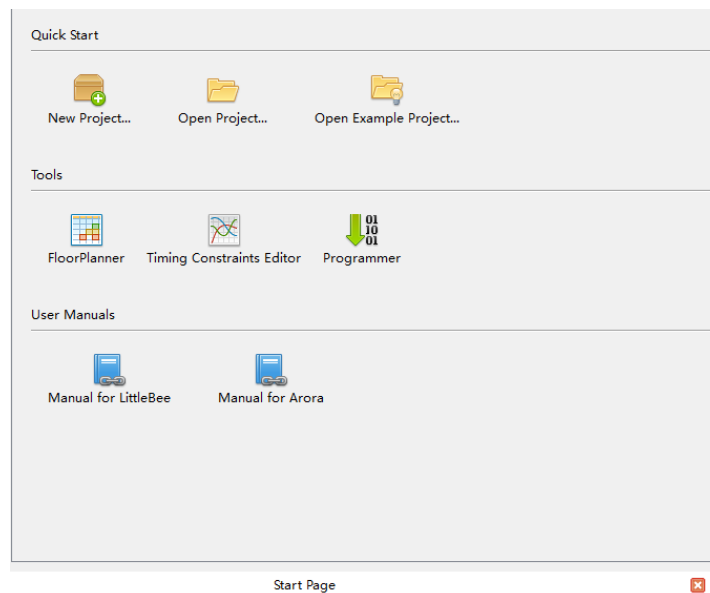 Quick Start
New Project... Open Project... Open Example Project...
Tools
FloorPlanner Timing Constraints Editor Programmer
01
10
01
User Manuals
Manual for LittleBee Manual for Arora
Start Page